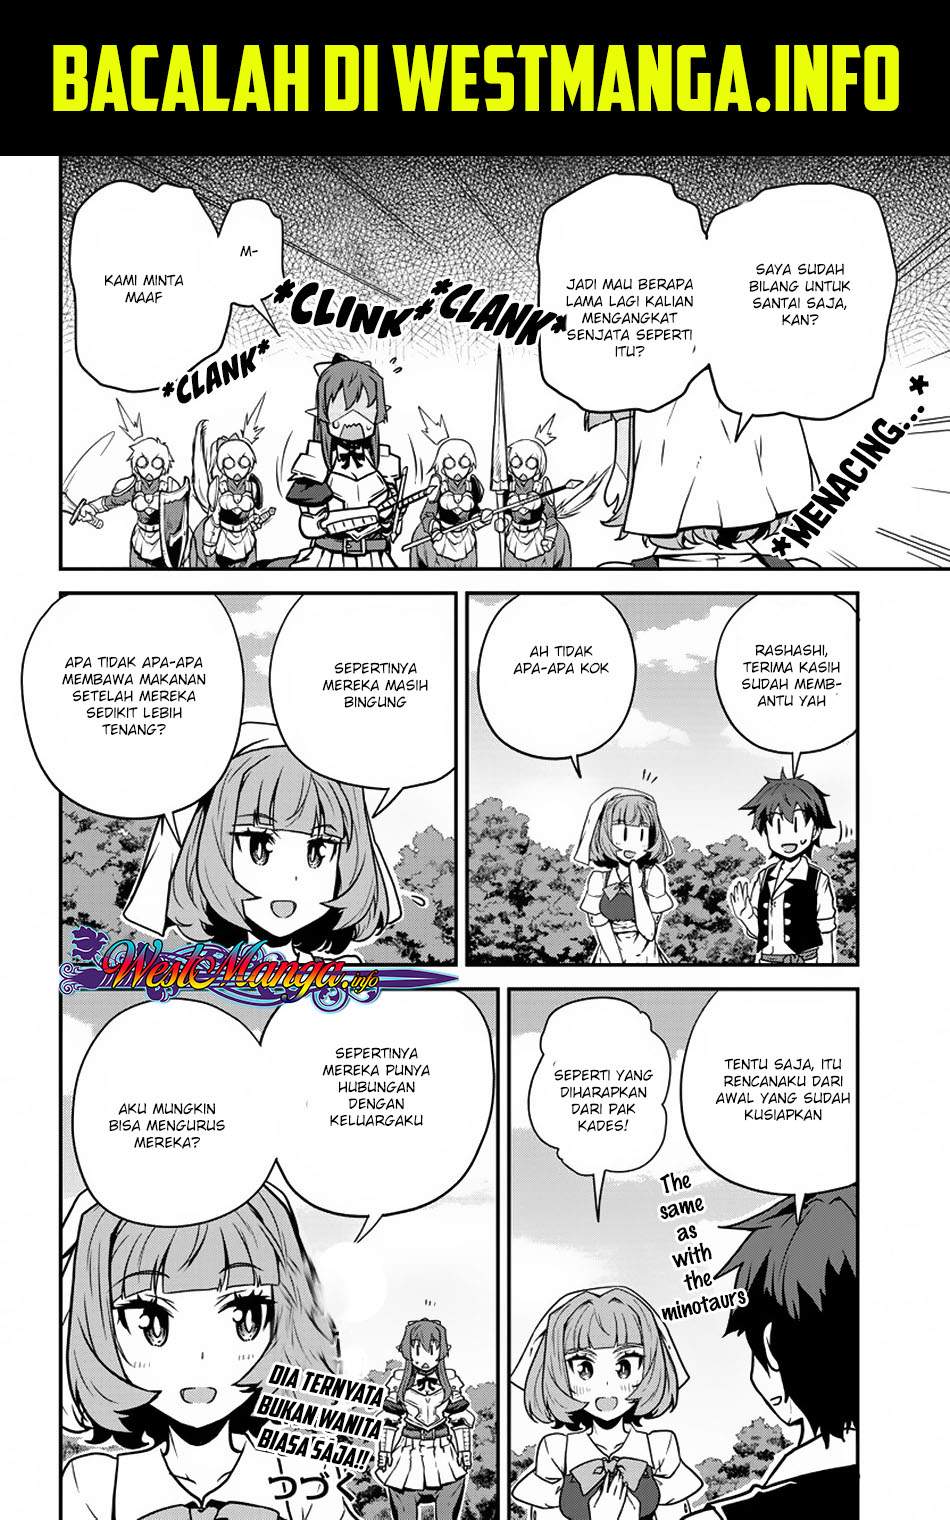 BACALAH DI WESTMANGA.INFO
SAYA SUDAH
BILANG UNTUK
SANTAI SAJA,
KAN?
JADI MAU BERAPA
LAMA LAGI KALIAN
MENGANGKAT
SENJATA SEPERTI
ITU?
*MENACING...*
*CLANK*
*CLINK*
*CLANK*
M-
KAMI MINTA
MAAF
RASHASHI,
TERIMA KASIH
SUDAH MEMB-
ANTU YAH
AH TIDAK
APA-APA KOK
SEPERTINYA
MEREKA MASIH
BINGUNG
APA TIDAK APA-APA
MEMBAWA MAKANAN
SETELAH MEREKA
SEDIKIT LEBIH
TENANG?
WestManga.info
TENTU SAJA, ITU
RENCANAKU DARI
AWAL YANG SUDAH
KUSIAPKAN
SEPERTI YANG
DIHARAPKAN
DARI PAK
KADES!
The
same
as
with
the
minotaurs
SEPERTINYA
MEREKA PUNYA
HUBUNGAN
DENGAN
KELUARGAKU
AKU MUNGKIN
BISA MENGURUS
MEREKA?
DIA TERNYATA
BUKAN WANITA
BIASA SAJA!!
つづく